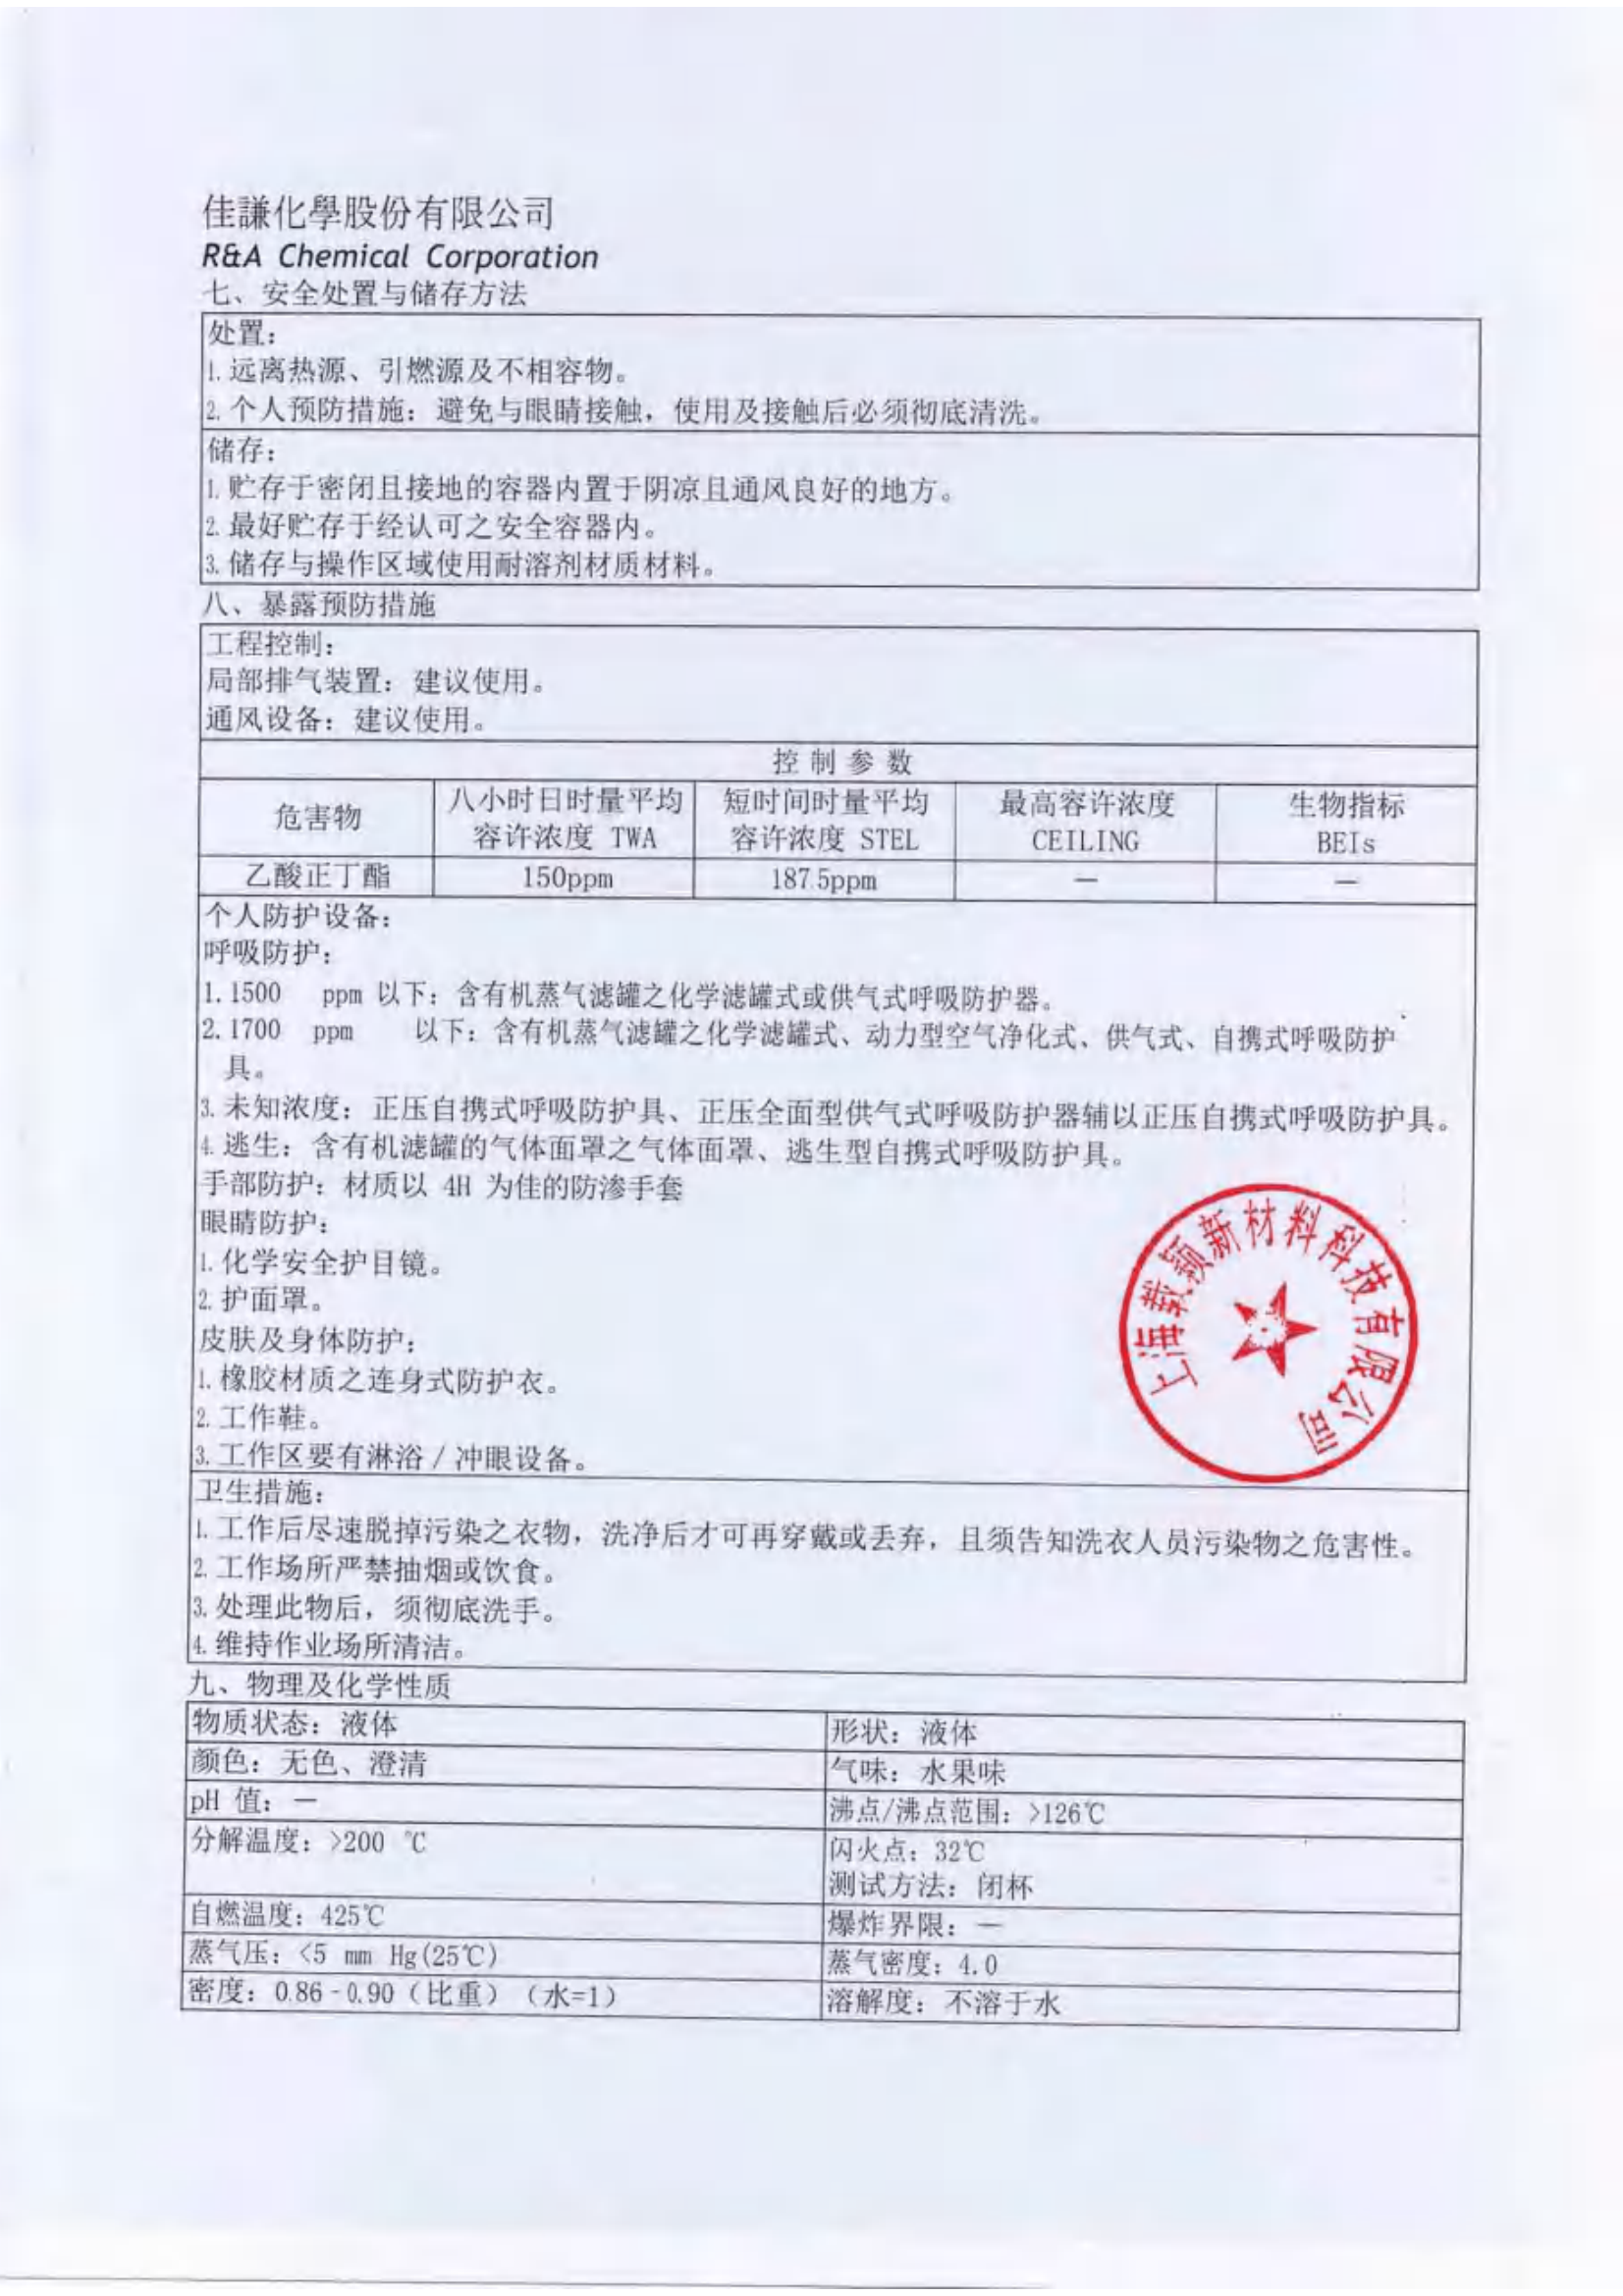 佳謙化學股份有限公司
R&A Chemical Corporation
七、安全处置与储存方法
处置：
1.远离热源、引燃源及不相容物。
2.个人预防措施：避免与眼睛接触，使用及接触后必须彻底清洗。
储存：
1.贮存于密闭且接地的容器内置于阴凉且通风良好的地方。
2.最好贮存于经认可之安全容器内。
3.储存与操作区域使用耐溶剂材质材料。
八、暴露预防措施
工程控制：
局部排气装置：建议使用。
通风设备：建议使用。
控制参数
危害物 八小时日时量平均容许浓度 TWA 短时间时量平均容许浓度 STEL 最高容许浓度 CEILING 生物指标 BEIs
乙酸正丁酯 150ppm 187.5ppm — —
个人防护设备：
呼吸防护：
1.1500 ppm 以下：含有机蒸气滤罐之化学滤罐式或供气式呼吸防护器。
2.1700 ppm 以下：含有机蒸气滤罐之化学滤罐式、动力型空气净化式、供气式、自携式呼吸防护
具。
3.未知浓度：正压自携式呼吸防护具、正压全面型供气式呼吸防护器辅以正压自携式呼吸防护具。
4.逃生：含有机滤罐的气体面罩之气体面罩、逃生型自携式呼吸防护具。
手部防护：材质以 4H 为佳的防渗手套
眼睛防护：
1.化学安全护目镜。
2.护面罩。
皮肤及身体防护：
1.橡胶材质之连身式防护衣。
2.工作鞋。
3.工作区要有淋浴/冲眼设备。
上海载颖新材料科技有限公司
卫生措施：
1.工作后尽速脱掉污染之衣物，洗净后才可再穿戴或丢弃，且须告知洗衣人员污染物之危害性。
2.工作场所严禁抽烟或饮食。
3.处理此物后，须彻底洗手。
4.维持作业场所清洁。
九、物理及化学性质
物质状态：液体 形状：液体
颜色：无色、澄清 气味：水果味
pH 值：— 沸点/沸点范围：>126℃
分解温度：>200 ℃ 闪火点：32℃
测试方法：闭杯
自燃温度：425℃ 爆炸界限：—
蒸气压：<5 mm Hg(25℃) 蒸气密度：4.0
密度：0.86-0.90（比重）（水=1） 溶解度：不溶于水